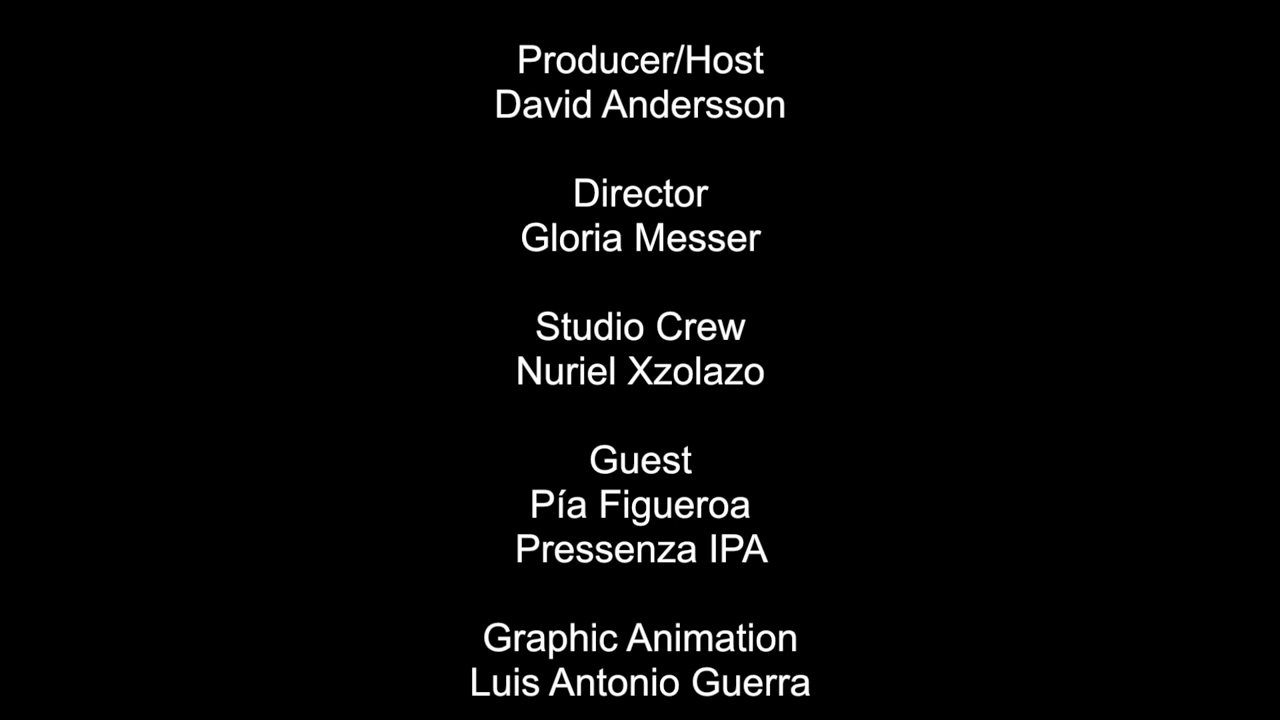 Producer/Host
David Andersson
Director
Gloria Messer
Studio Crew
Nuriel Xzolazo
Guest
Pía Figueroa
Pressenza IPA
Graphic Animation
Luis Antonio Guerra